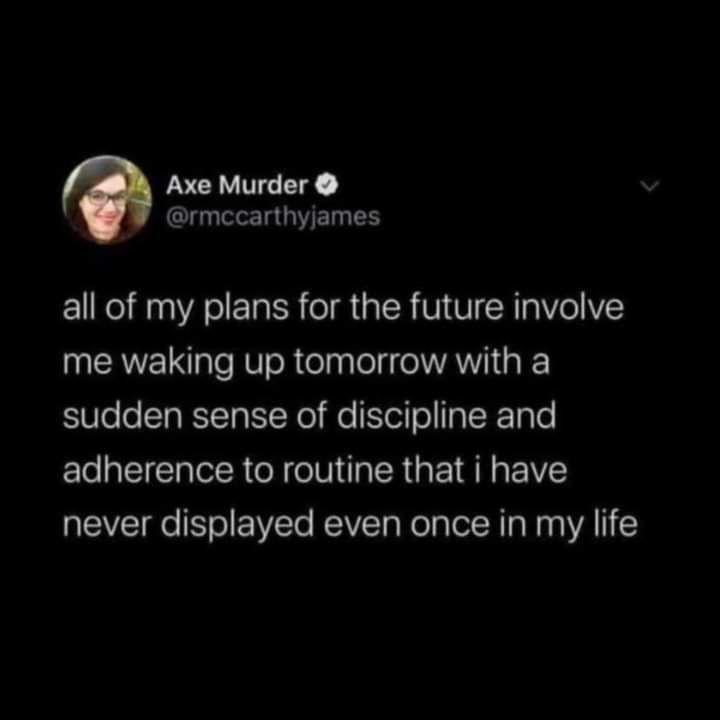 Axe Murder
@rmccarthyjames
all of my plans for the future involve
me waking up tomorrow with a
sudden sense of discipline and
adherence to routine that i have
never displayed even once in my life